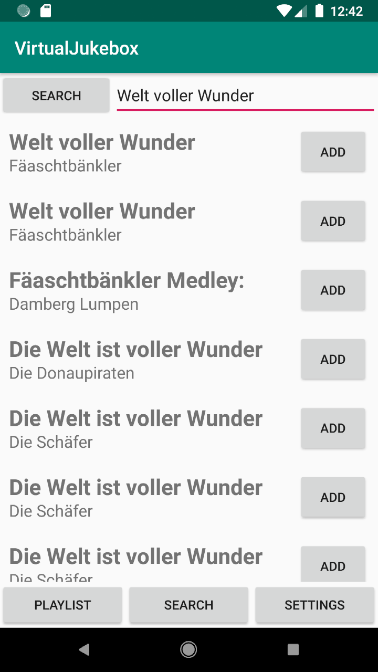 12:42
VirtualJukebox
SEARCH Welt voller Wunder
Welt voller Wunder
Fäaschtbänkler
ADD
Welt voller Wunder
Fäaschtbänkler
ADD
Fäaschtbänkler Medley:
Damberg Lumpen
ADD
Die Welt ist voller Wunder
Die Donaupiraten
ADD
Die Welt ist voller Wunder
Die Schäfer
ADD
Die Welt ist voller Wunder
Die Schäfer
ADD
Die Welt ist voller Wunder
Die Schäfer
ADD
PLAYLIST SEARCH SETTINGS